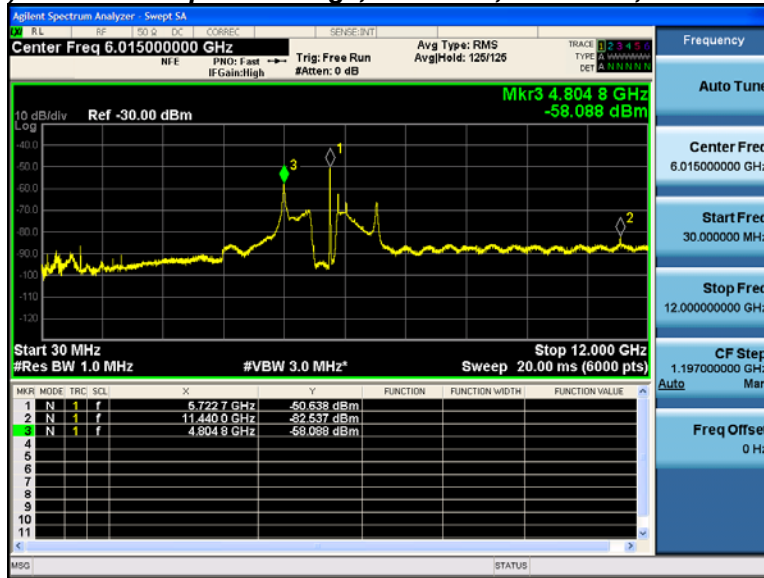 Agilent Spectrum Analyzer - Swept SA
RL RF 50 Ω DC CORREC SENSE:INT
Center Freq 6.015000000 GHz
NFE PNO: Fast Trig: Free Run Avg Type: RMS TRACE 1 2 3 4 5 6
IFGain:High #Atten: 0 dB Avg|Hold: 125/125 TYPE A
DET A N N N N N
Mkr3 4.804 8 GHz
-58.088 dBm
10 dB/div Ref -30.00 dBm
Log
-40.0
-50.0
-60.0
-70.0
-80.0
-90.0
-100
-110
-120
1
3
2
Start 30 MHz Stop 12.000 GHz
#Res BW 1.0 MHz #VBW 3.0 MHz* Sweep 20.00 ms (6000 pts)
MKR MODE TRC SCL X Y FUNCTION FUNCTION WIDTH FUNCTION VALUE
1 N 1 f 5.722 7 GHz -50.638 dBm
2 N 1 f 11.440 0 GHz -82.537 dBm
3 N 1 f 4.804 8 GHz -58.088 dBm
4
5
6
7
8
9
10
11
MSG STATUS
Frequency
Auto Tune
Center Freq
6.015000000 GHz
Start Freq
30.000000 MHz
Stop Freq
12.000000000 GHz
CF Step
1.197000000 GHz
Auto Man
Freq Offset
0 Hz